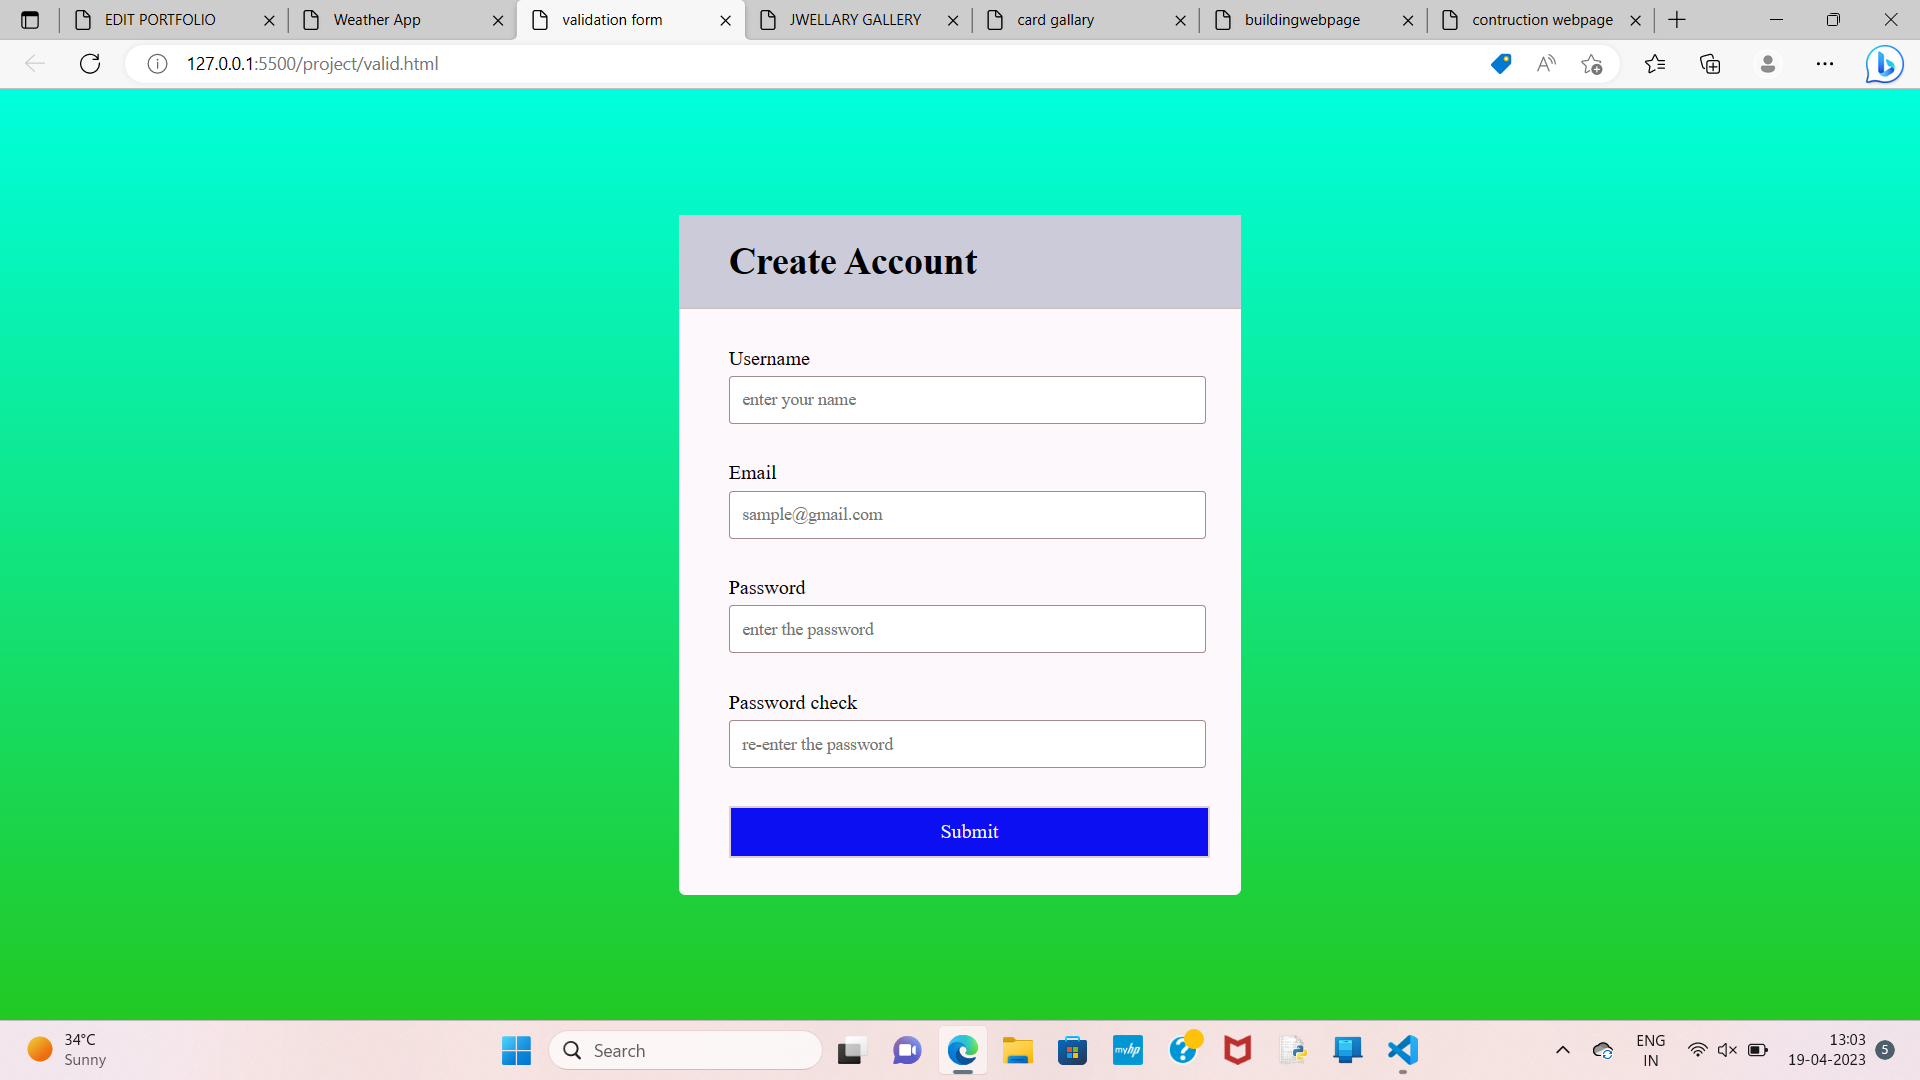 EDIT PORTFOLIO
Weather App
validation form
JWELLARY GALLERY
card gallary
buildingwebpage
contruction webpage
127.0.0.1:5500/project/valid.html
Create Account
Username
enter your name
Email
sample@gmail.com
Password
enter the password
Password check
re-enter the password
Submit
34°C
Sunny
Search
myhp
ENG
IN
13:03
19-04-2023
5